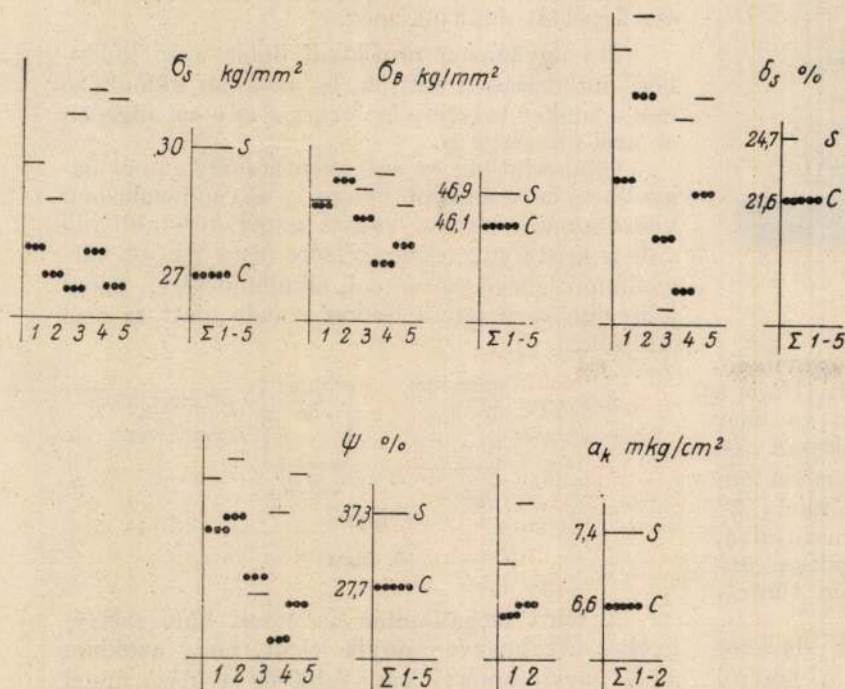 σₛ kg/mm²
30 S
27 C
1 2 3 4 5
Σ 1-5
σ_B kg/mm²
46,9 S
46,1 C
1 2 3 4 5
Σ 1-5
δₛ %
24,7 S
21,6 C
1 2 3 4 5
Σ 1-5
ψ %
37,3 S
27,7 C
1 2 3 4 5
Σ 1-5
a_k mkg/cm²
7,4 S
6,6 C
1 2
Σ 1-2